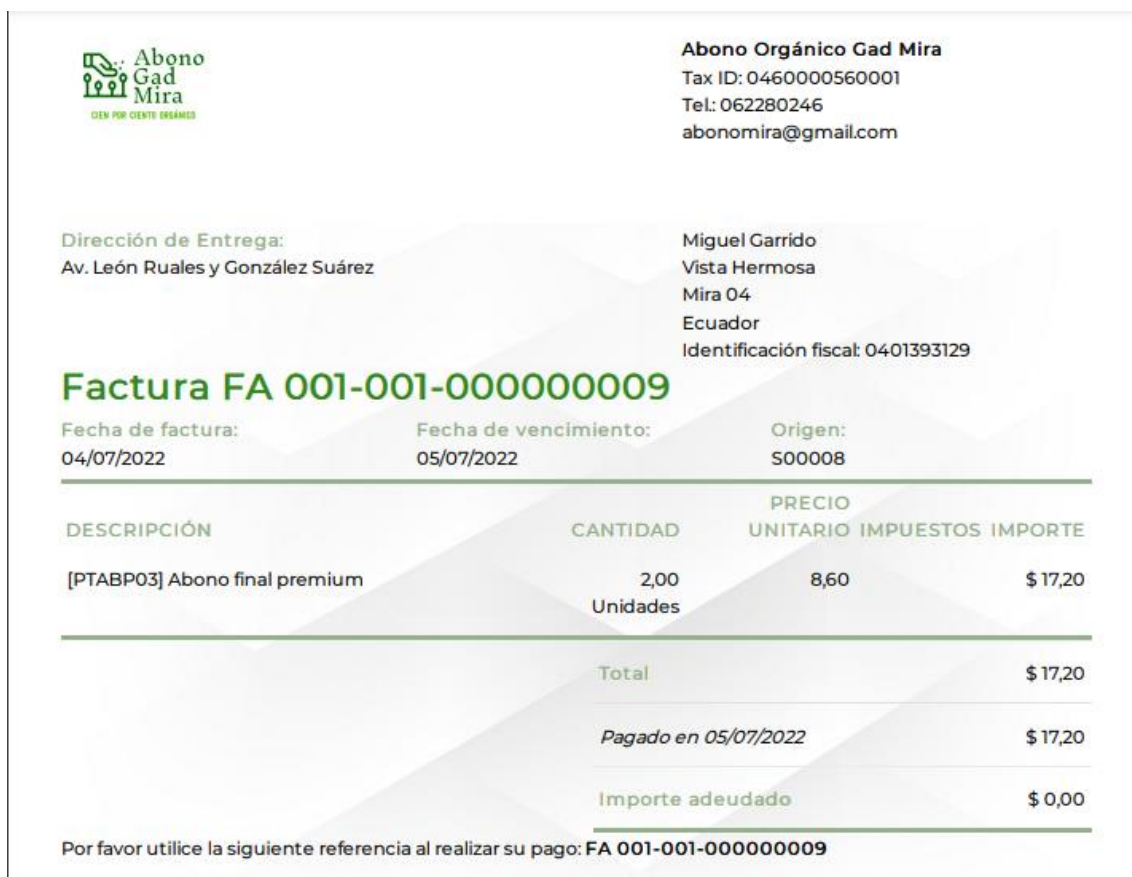 Abono
Gad
Mira
CIEN POR CIENTO ORGÁNICO
Abono Orgánico Gad Mira
Tax ID: 0460000560001
Tel.: 062280246
abonomira@gmail.com
Dirección de Entrega:
Av. León Ruales y González Suárez
Miguel Garrido
Vista Hermosa
Mira 04
Ecuador
Identificación fiscal: 0401393129
Factura FA 001-001-000000009
Fecha de factura: Fecha de vencimiento: Origen:
04/07/2022 05/07/2022 S00008
DESCRIPCIÓN CANTIDAD PRECIO UNITARIO IMPUESTOS IMPORTE
[PTABP03] Abono final premium 2,00 Unidades 8,60 $ 17,20
Total $ 17,20
Pagado en 05/07/2022 $ 17,20
Importe adeudado $ 0,00
Por favor utilice la siguiente referencia al realizar su pago: FA 001-001-000000009